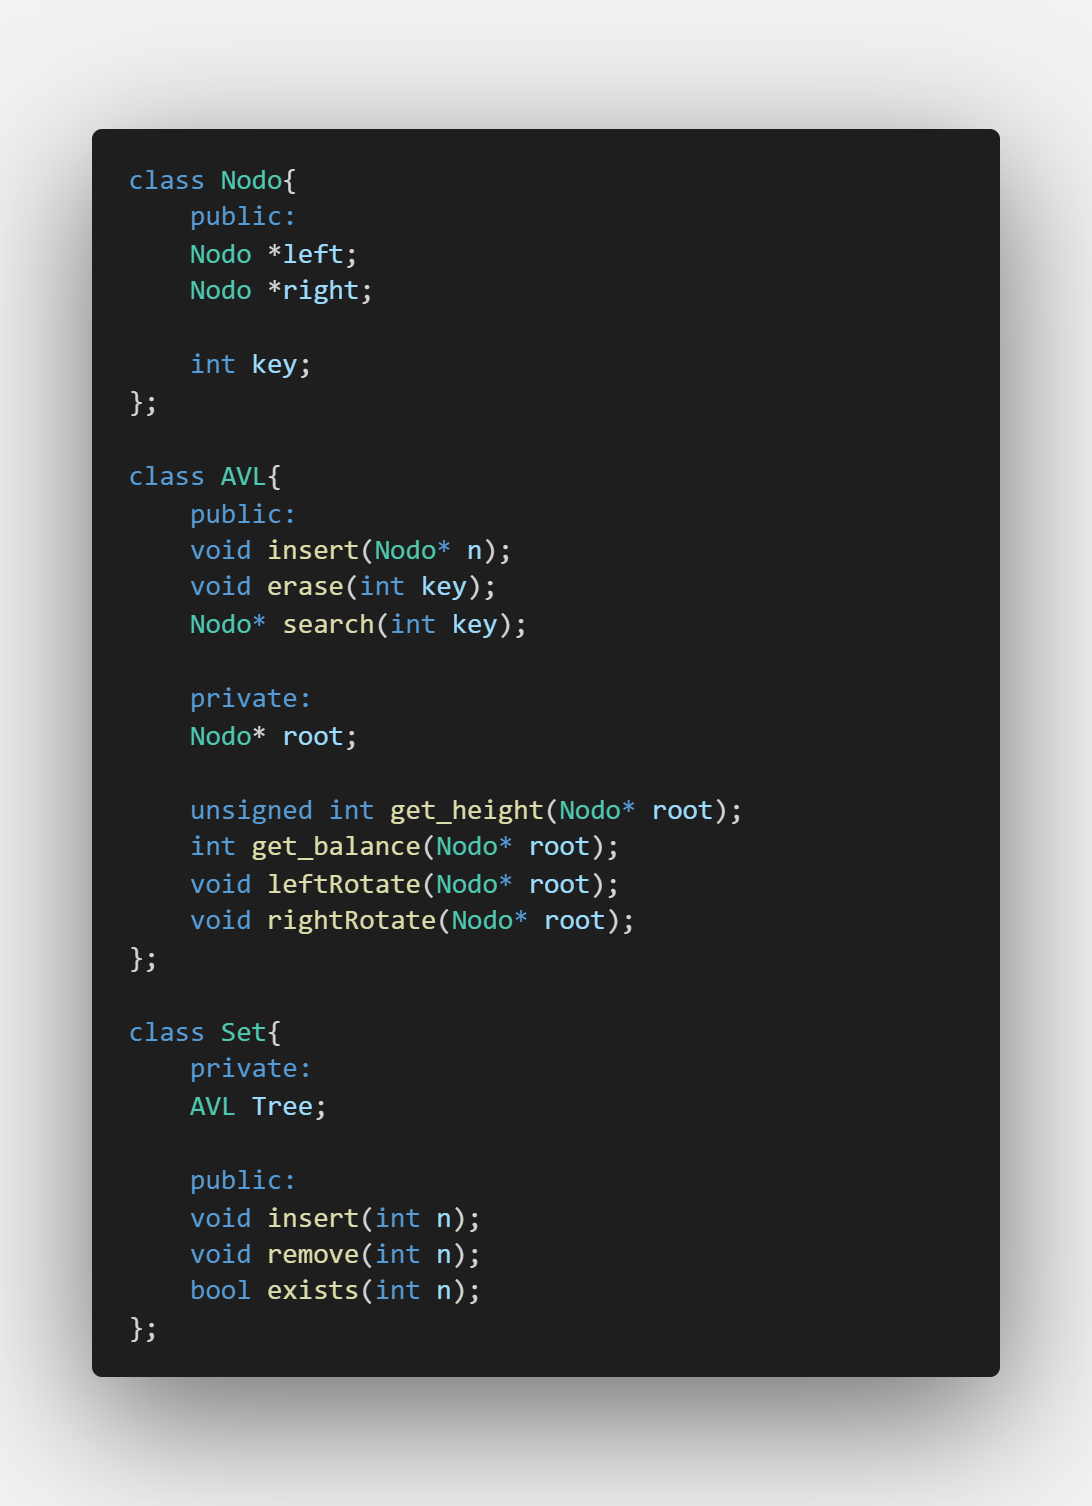 class Nodo{
    public:
    Nodo *left;
    Nodo *right;

    int key;
};

class AVL{
    public:
    void insert(Nodo* n);
    void erase(int key);
    Nodo* search(int key);

    private:
    Nodo* root;

    unsigned int get_height(Nodo* root);
    int get_balance(Nodo* root);
    void leftRotate(Nodo* root);
    void rightRotate(Nodo* root);
};

class Set{
    private:
    AVL Tree;

    public:
    void insert(int n);
    void remove(int n);
    bool exists(int n);
};